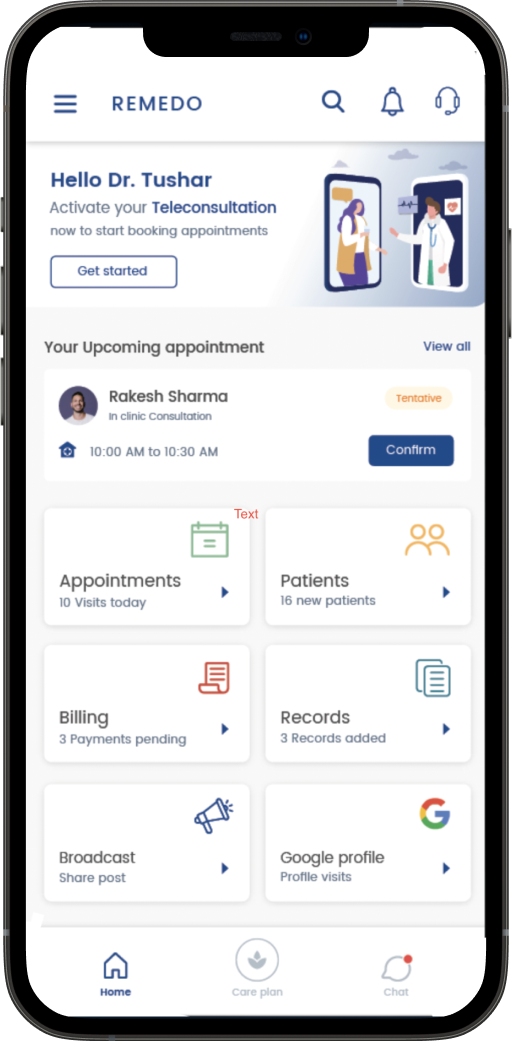 REMEDO
Hello Dr. Tushar
Activate your Teleconsultation
now to start booking appointments
Get started
Your Upcoming appointment
View all
Rakesh Sharma
In clinic Consultation
Tentative
10:00 AM to 10:30 AM
Confirm
Text
Appointments
10 Visits today
Patients
16 new patients
Billing
3 Payments pending
Records
3 Records added
Broadcast
Share post
Google profile
Profile visits
Home
Care plan
Chat